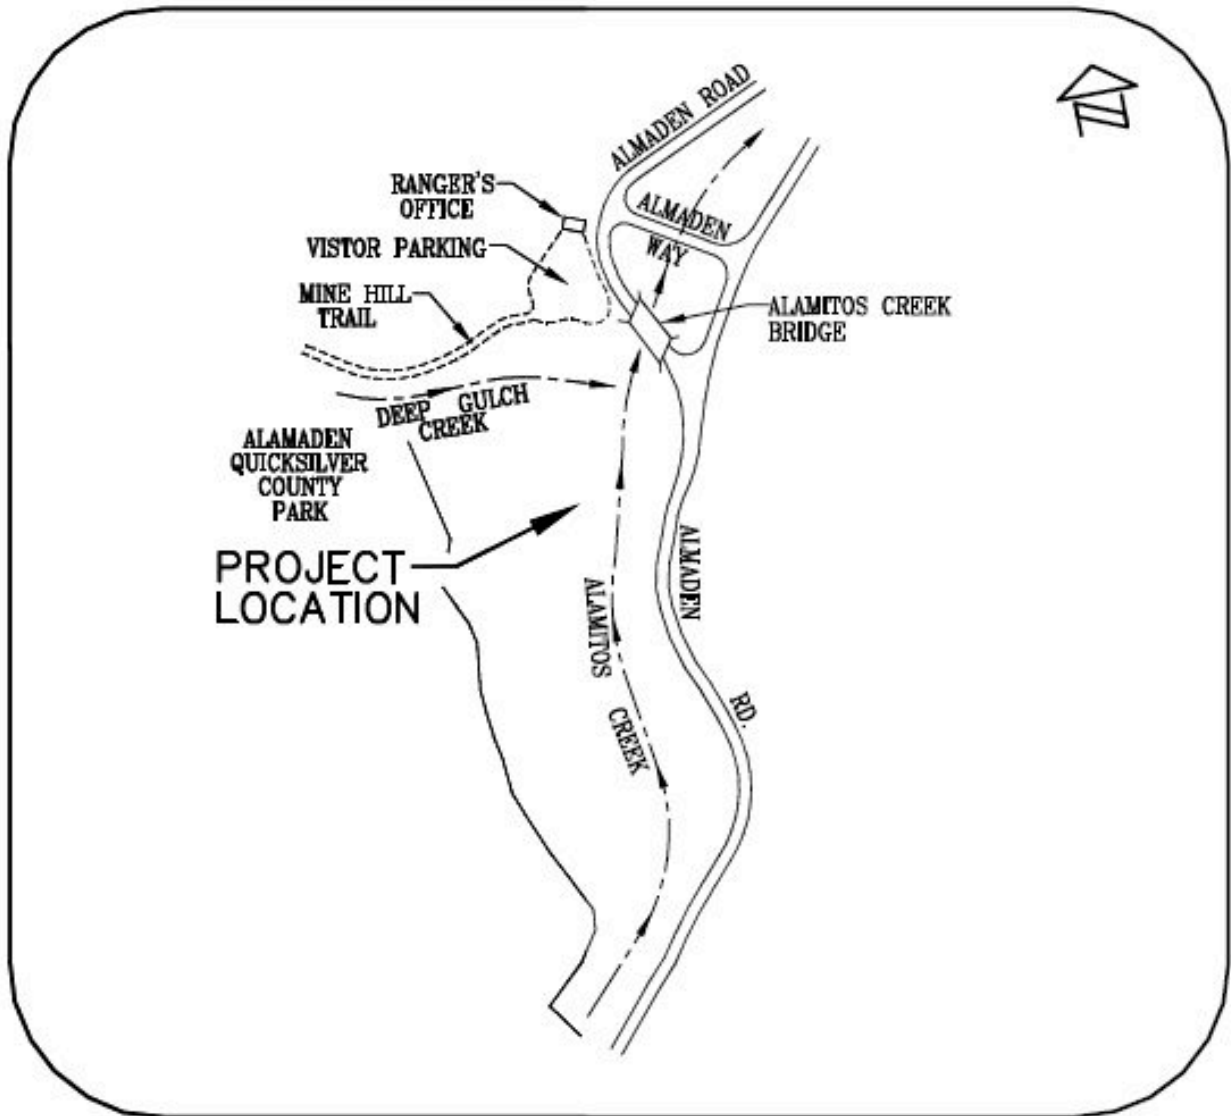 ALMADEN ROAD
RANGER'S
OFFICE
ALMADEN
WAY
VISTOR PARKING
MINE HILL
TRAIL
ALAMITOS CREEK
BRIDGE
DEEP GULCH
CREEK
ALAMADEN
QUICKSILVER
COUNTY
PARK
PROJECT
LOCATION
ALMADEN
RD.
ALAMITOS
CREEK